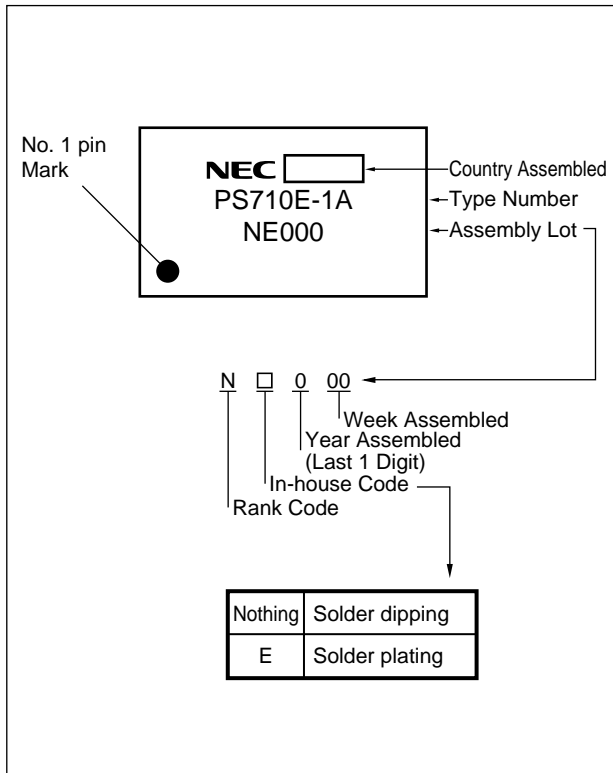 No. 1 pin
Mark
NEC
Country Assembled
PS710E-1A
Type Number
NE000
Assembly Lot
N □ 0 00
Week Assembled
Year Assembled
(Last 1 Digit)
In-house Code
Rank Code
Nothing Solder dipping
E Solder plating